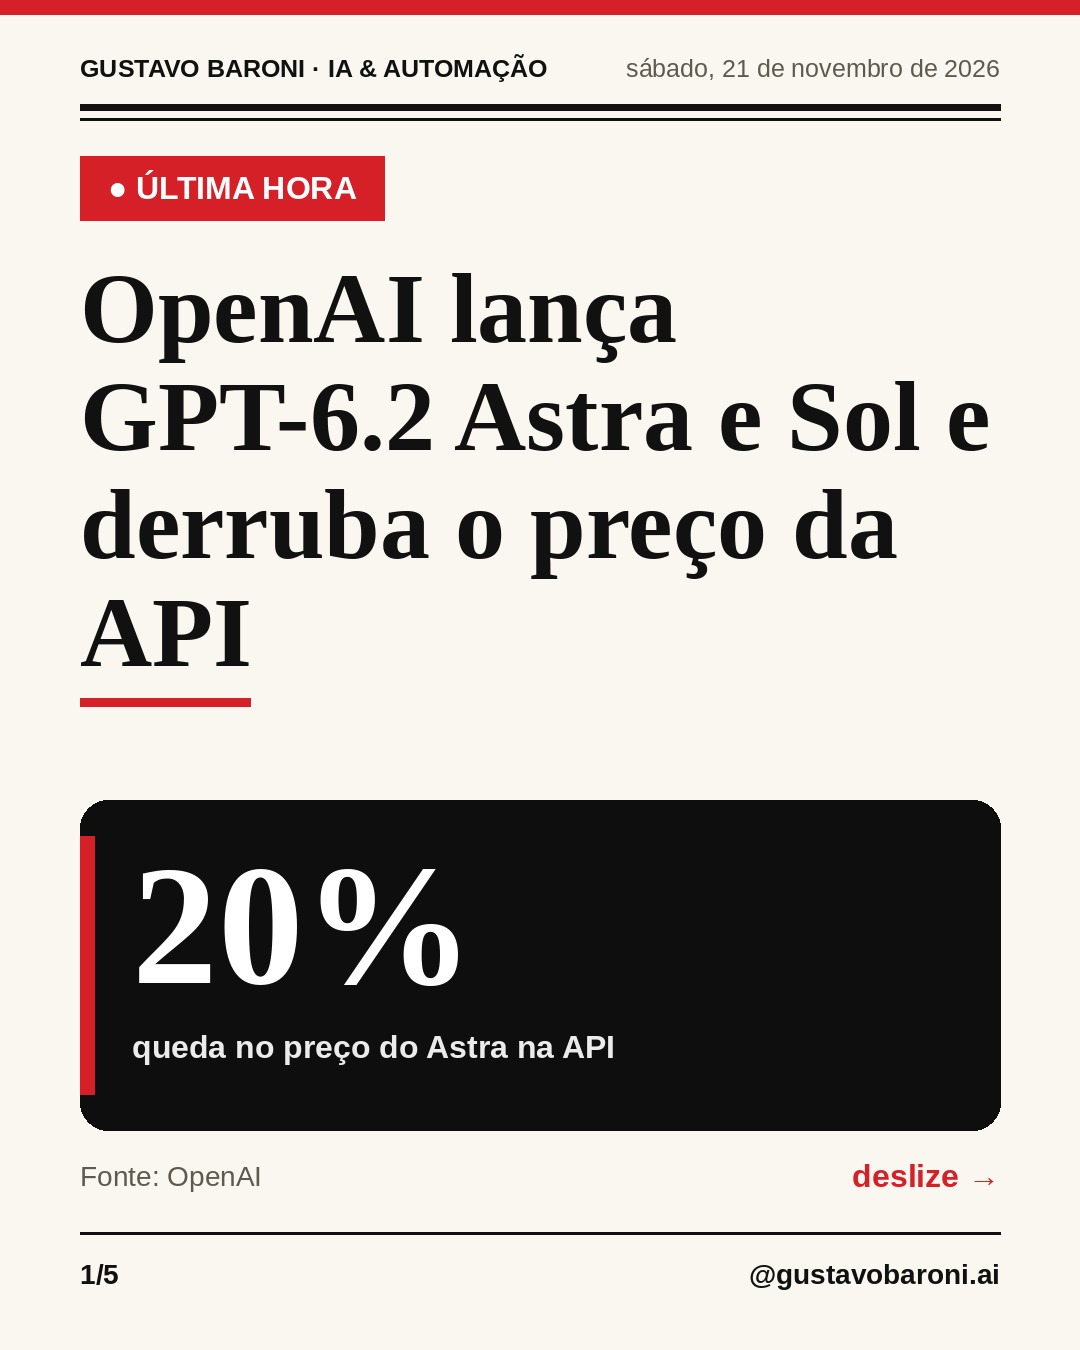 GUSTAVO BARONI · IA & AUTOMAÇÃO
sábado, 21 de novembro de 2026
● ÚLTIMA HORA
OpenAI lança
GPT-6.2 Astra e Sol e
derruba o preço da
API
20%
queda no preço do Astra na API
Fonte: OpenAI
deslize →
1/5
@gustavobaroni.ai